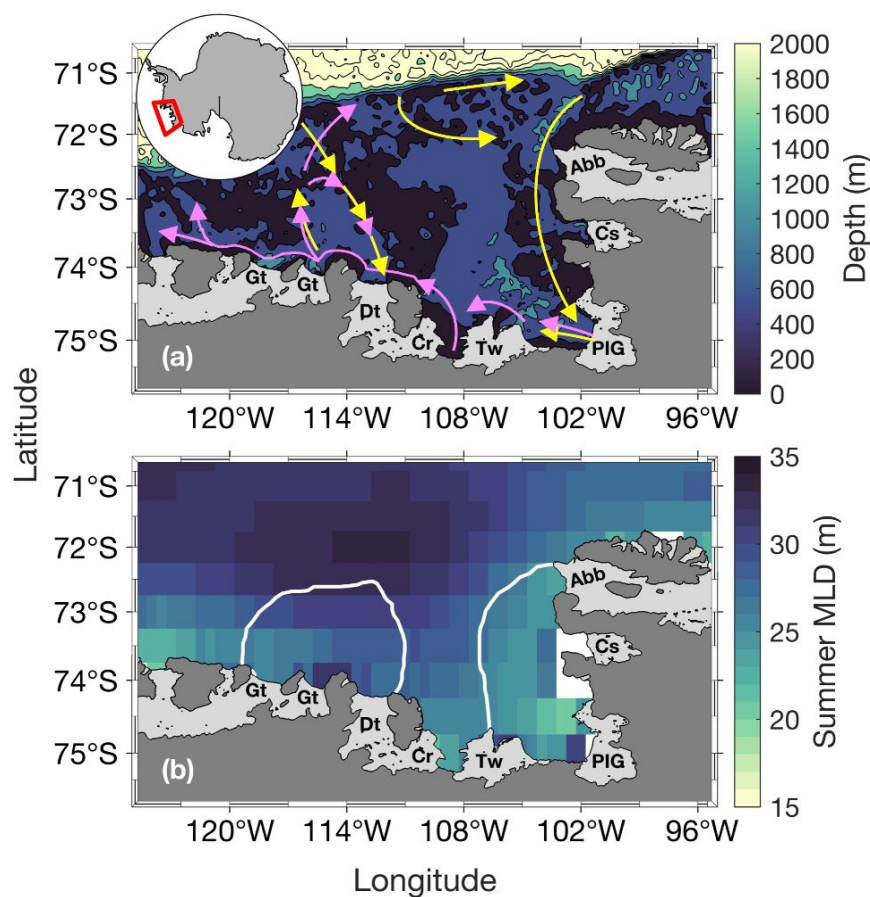 71°S
72°S
73°S
74°S
75°S
Abb
Cs
Gt
Gt
Dt
Cr
Tw
PIG
(a)
120°W 114°W 108°W 102°W 96°W
2000
1800
1600
1400
1200
1000
800
600
400
200
0
Depth (m)
Latitude
71°S
72°S
73°S
74°S
75°S
Abb
Cs
Gt
Gt
Dt
Cr
Tw
PIG
(b)
120°W 114°W 108°W 102°W 96°W
35
30
25
20
15
Summer MLD (m)
Longitude